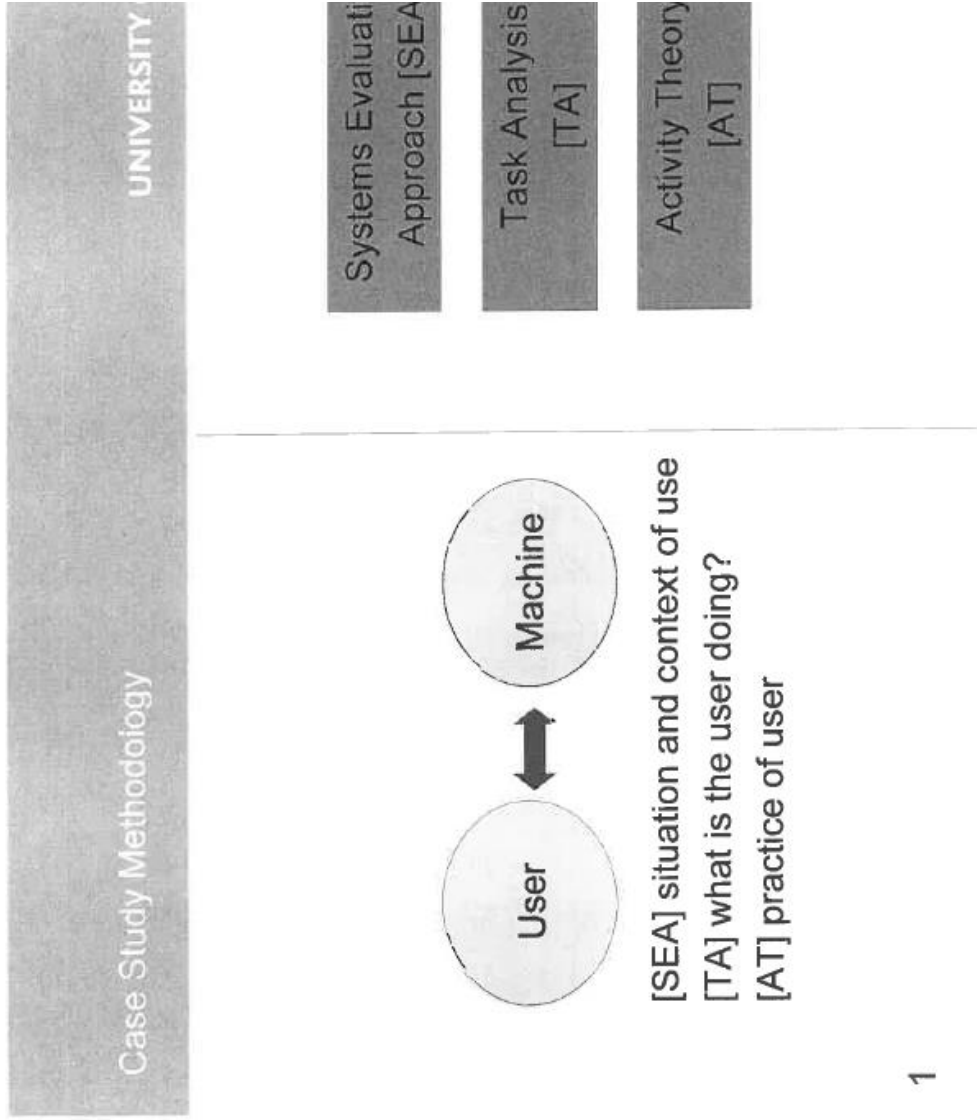 Case Study Methodology
UNIVERSITY
User
Machine
[SEA] situation and context of use
[TA] what is the user doing?
[AT] practice of user
Systems Evaluati
Approach [SEA
Task Analysis
[TA]
Activity Theory
[AT]
1